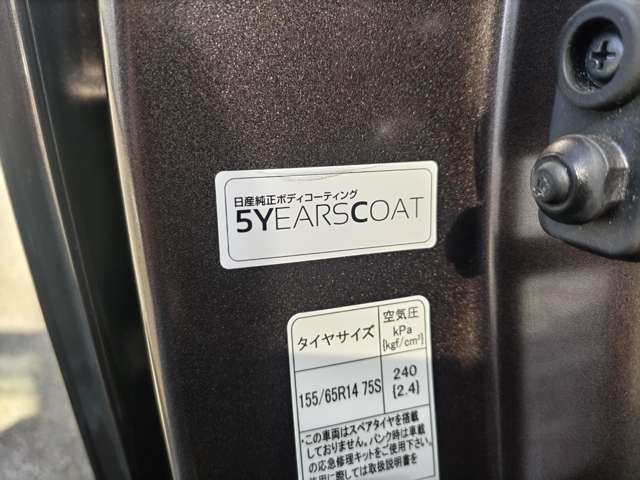 日産純正ボディコーティング
5YEARSCOAT
タイヤサイズ 空気圧 kPa {kgf/cm²}
155/65R14 75S 240 {2.4}
・この車両はスペアタイヤを搭載
しておりません。パンク時は車載
の応急修理キットをご使用下さい。
使用に際しては取扱説明書を